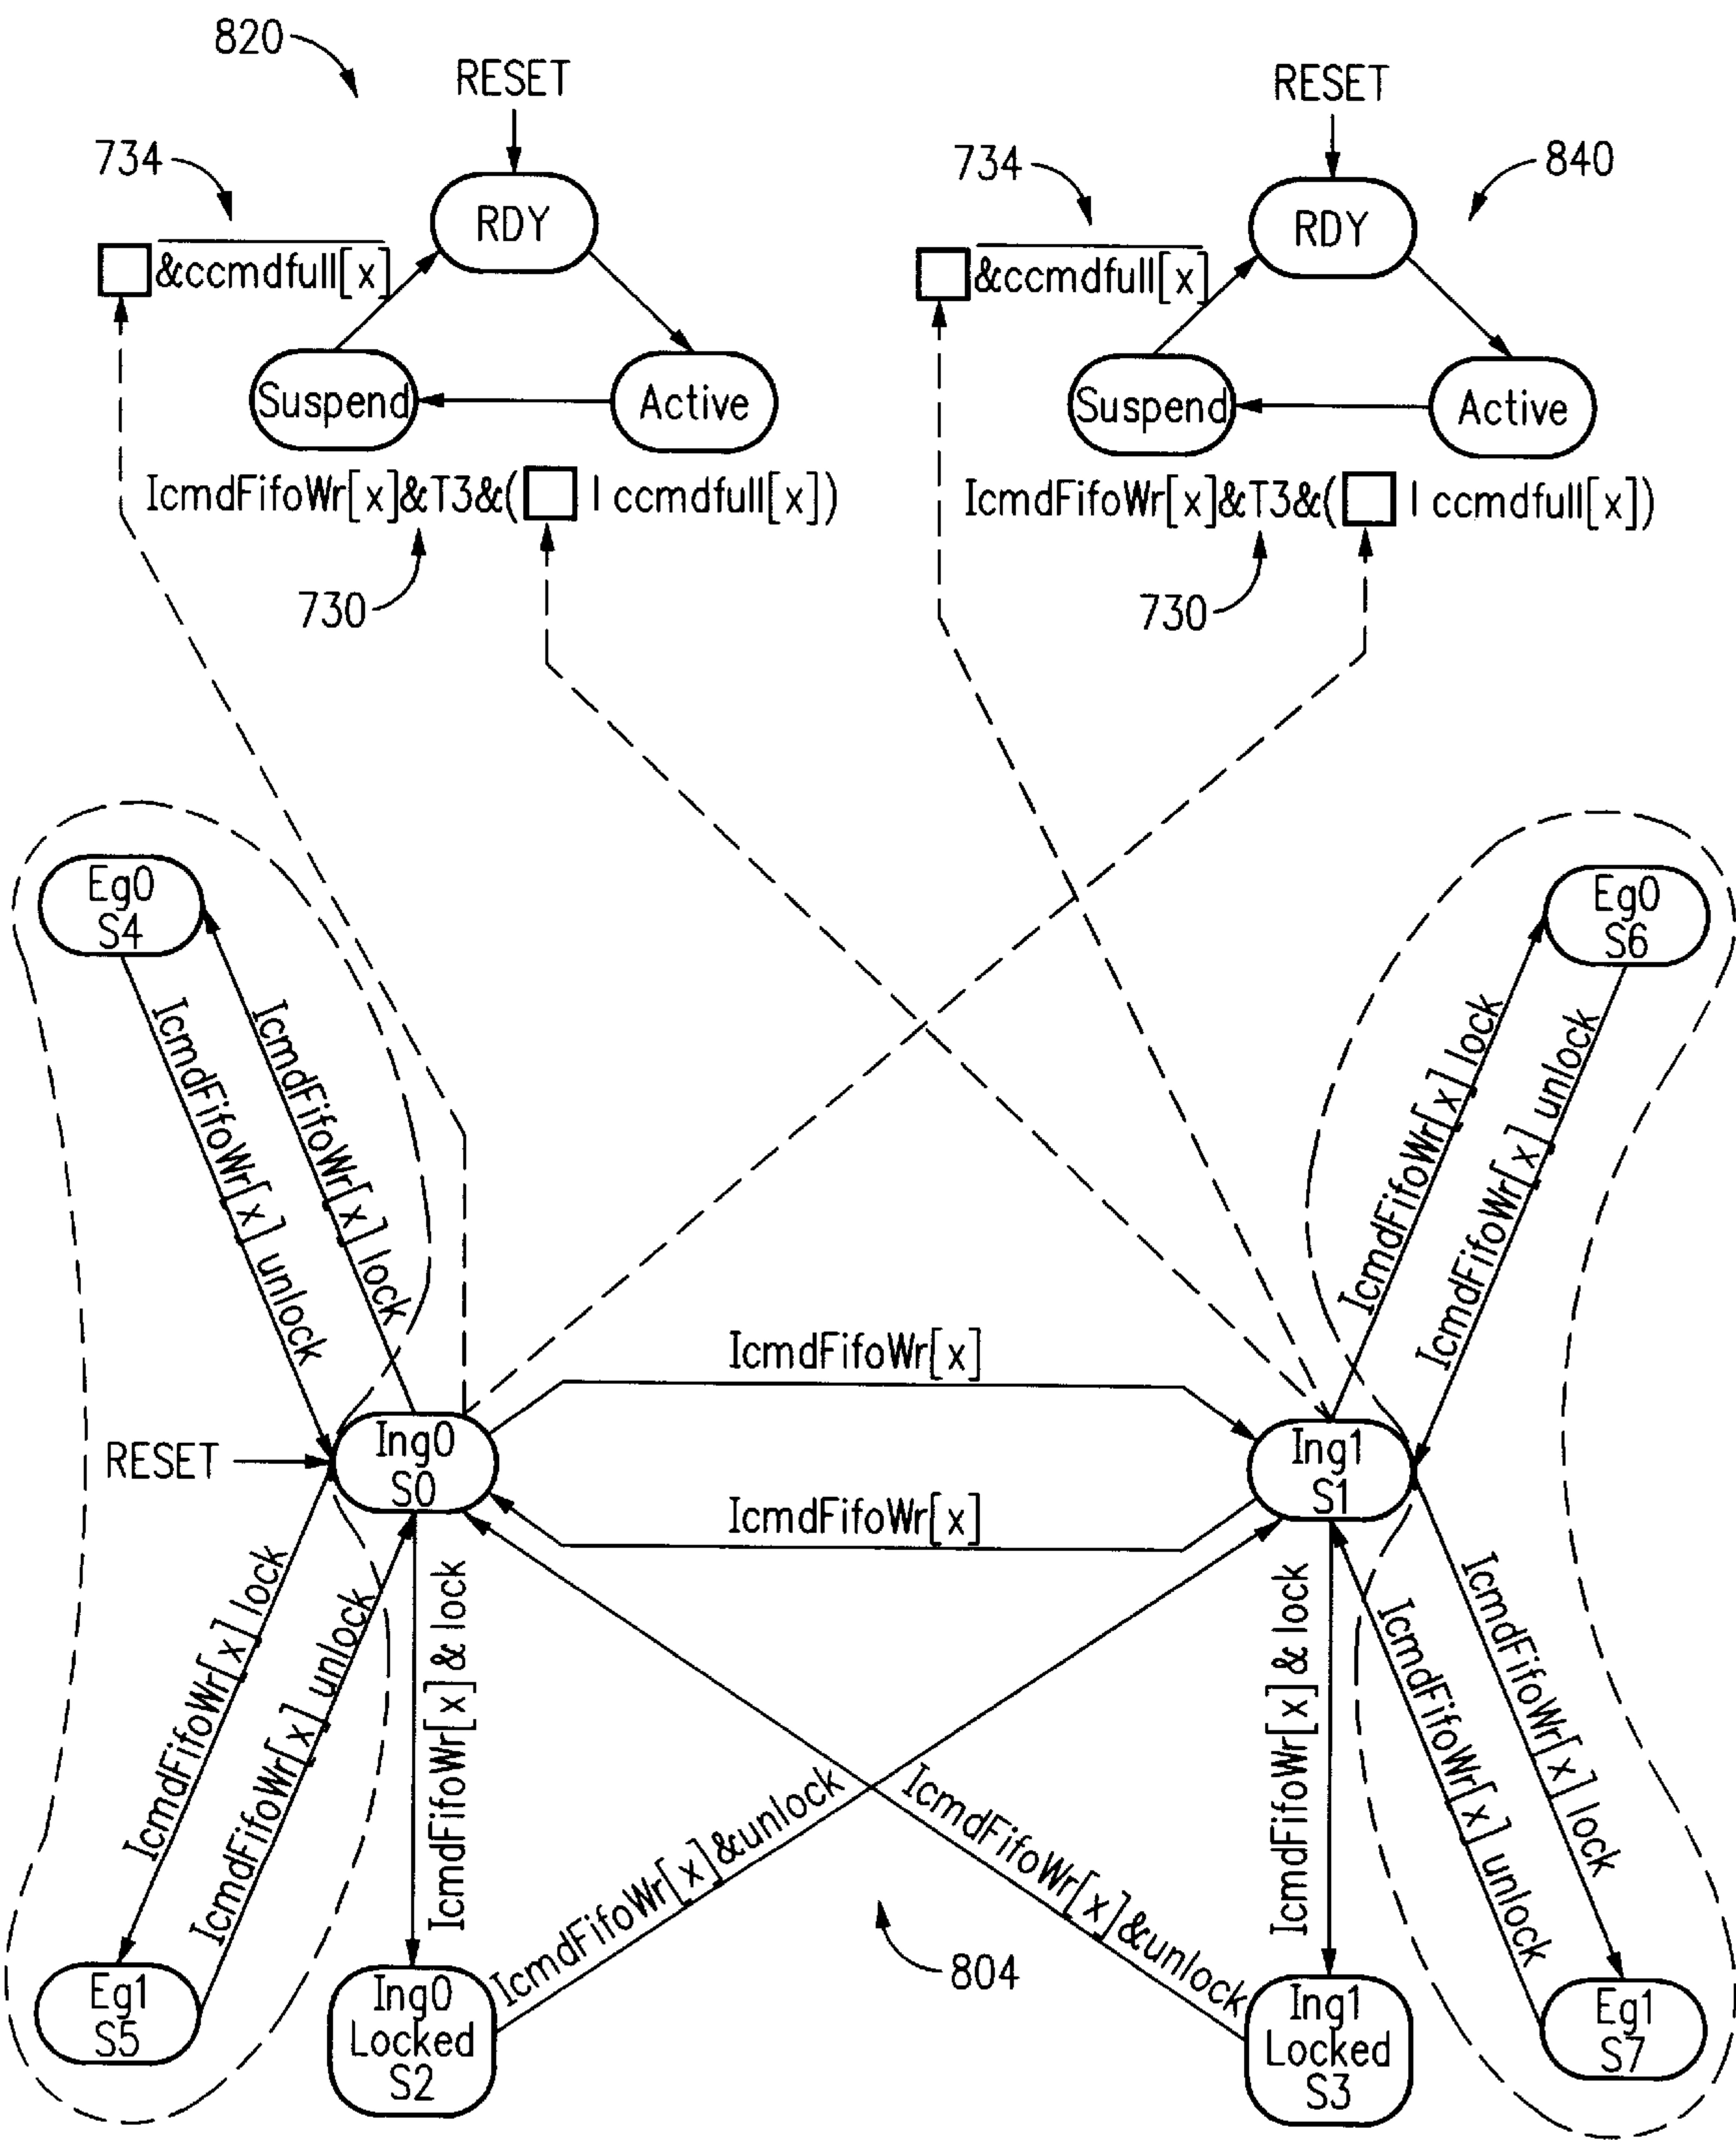 820
RESET
RESET
734
734
840
RDY
RDY
&ccmdfull[x]
&ccmdfull[x]
Suspend
Active
Suspend
Active
IcmdFifoWr[x]&T3&( | ccmdfull[x])
IcmdFifoWr[x]&T3&( | ccmdfull[x])
730
730
Eg0
S4
Eg0
S6
IcmdFifoWr[x] unlock
IcmdFifoWr[x] lock
IcmdFifoWr[x] lock
IcmdFifoWr[x] unlock
IcmdFifoWr[x]
RESET
Ing0
S0
Ing1
S1
IcmdFifoWr[x]
IcmdFifoWr[x] lock
IcmdFifoWr[x] unlock
IcmdFifoWr[x] & lock
IcmdFifoWr[x] &unlock
IcmdFifoWr[x] &unlock
IcmdFifoWr[x] & lock
IcmdFifoWr[x] unlock
IcmdFifoWr[x] lock
804
Eg1
S5
Ing0
Locked
S2
Ing1
Locked
S3
Eg1
S7